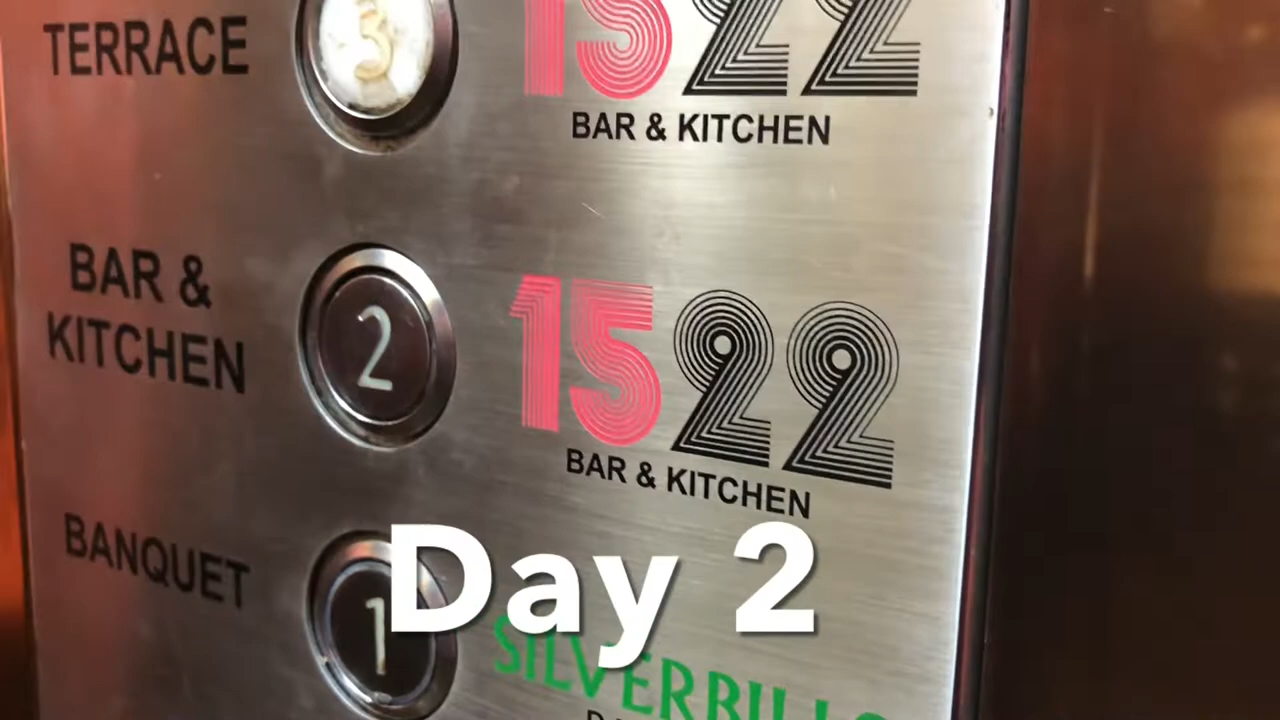 TERRACE
3
1522
BAR & KITCHEN
BAR &
KITCHEN
2
1522
BAR & KITCHEN
BANQUET
1
Day 2